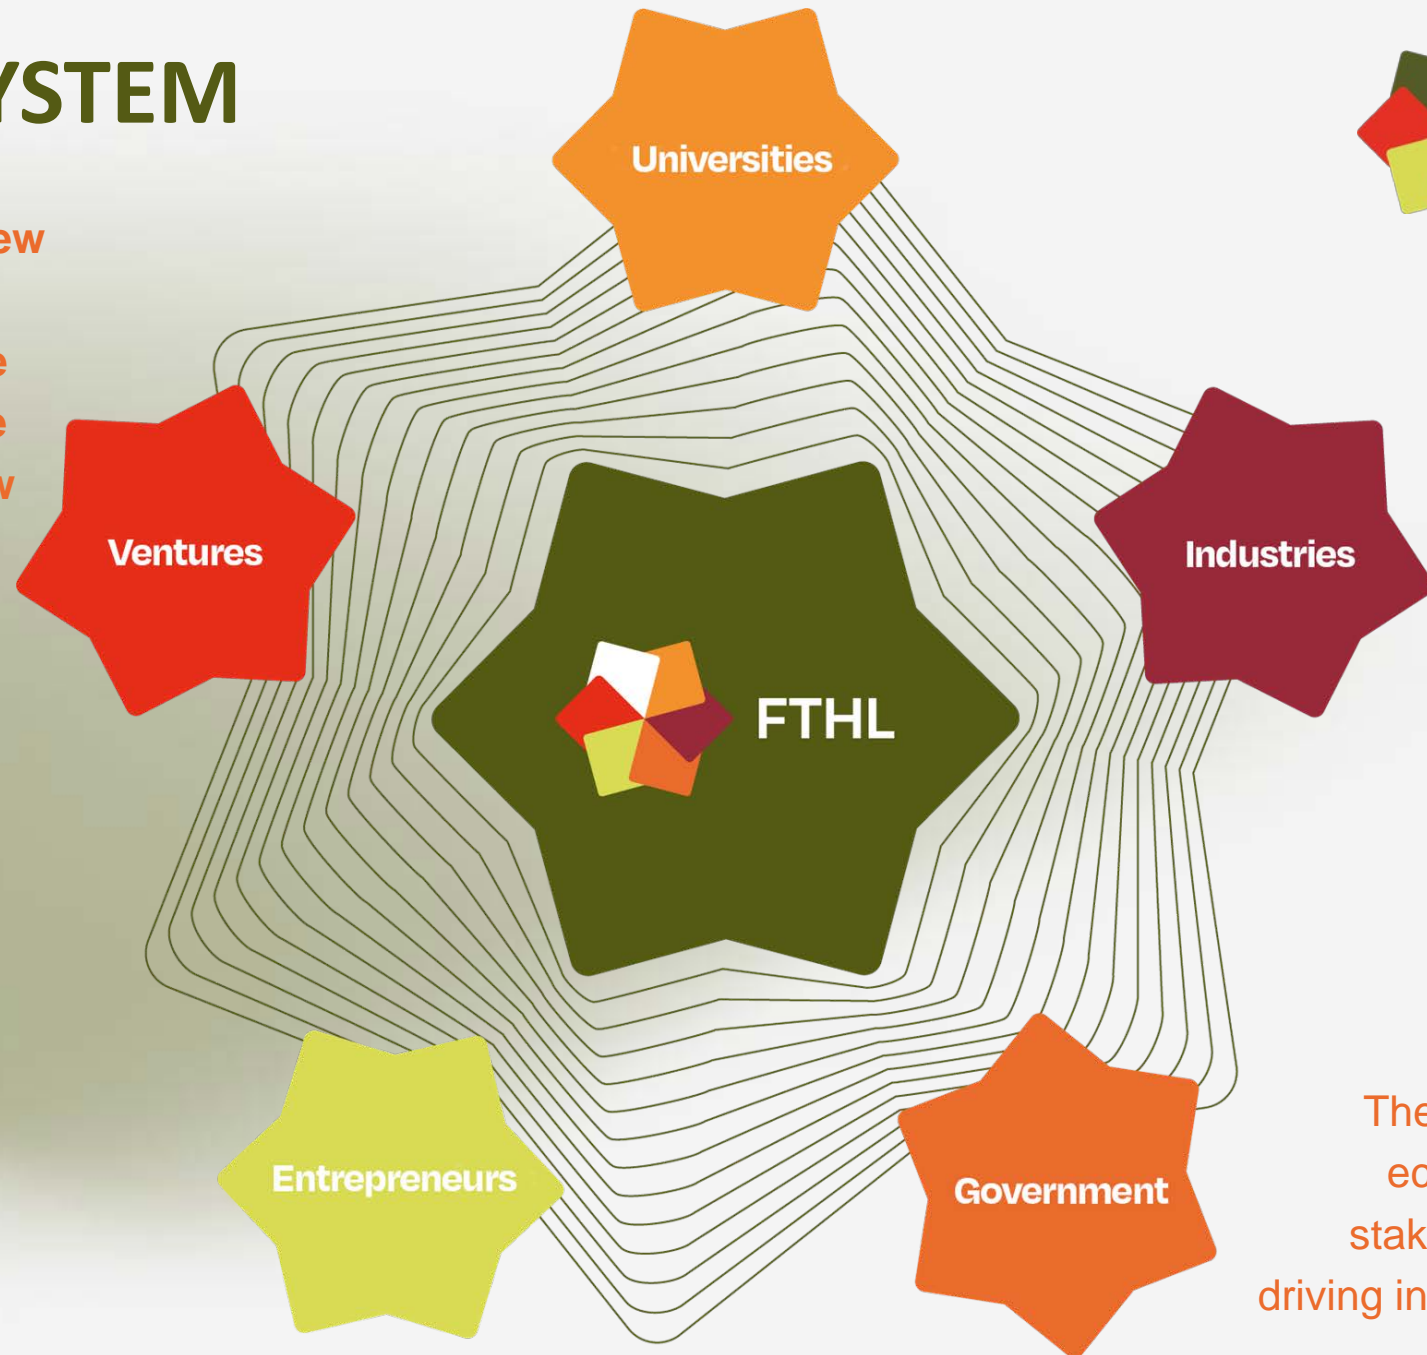 YSTEM
ew
e
e
w
Universities
Ventures
Industries
FTHL
Entrepreneurs
Government
The
ec
stak
driving in